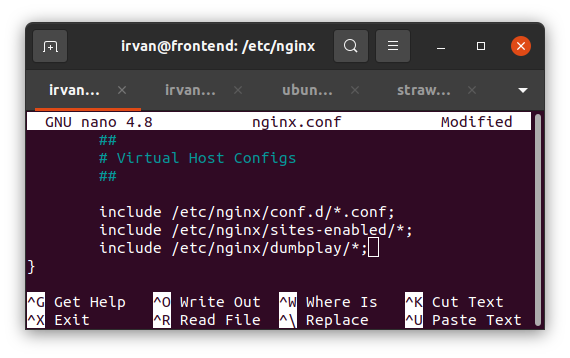 irvan@frontend: /etc/nginx
irvan... × irvan... × ubun... × straw... ×
GNU nano 4.8 nginx.conf Modified
##
# Virtual Host Configs
##
include /etc/nginx/conf.d/*.conf;
include /etc/nginx/sites-enabled/*;
include /etc/nginx/dumbplay/*;
}
^G Get Help ^O Write Out ^W Where Is ^K Cut Text
^X Exit ^R Read File ^\ Replace ^U Paste Text